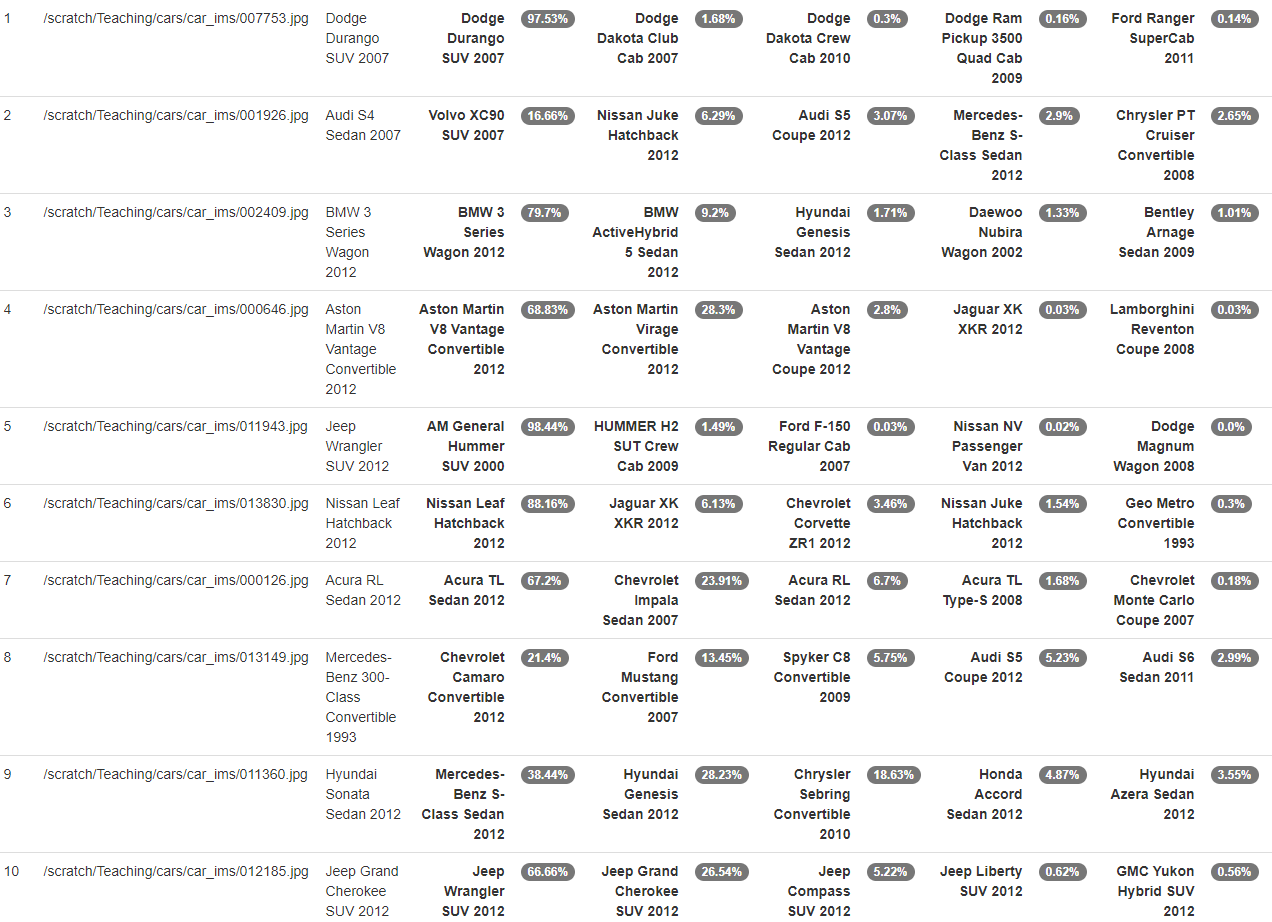 1 /scratch/Teaching/cars/car_ims/007753.jpg Dodge Dodge 97.53% Dodge 1.68% Dodge 0.3% Dodge Ram 0.16% Ford Ranger 0.14%
Durango Durango Dakota Club Dakota Crew Pickup 3500 SuperCab
SUV 2007 SUV 2007 Cab 2007 Cab 2010 Quad Cab 2011
2009
2 /scratch/Teaching/cars/car_ims/001926.jpg Audi S4 Volvo XC90 16.66% Nissan Juke 6.29% Audi S5 3.07% Mercedes- 2.9% Chrysler PT 2.65%
Sedan 2007 SUV 2007 Hatchback Coupe 2012 Benz S- Cruiser
2012 Class Sedan Convertible
2012 2008
3 /scratch/Teaching/cars/car_ims/002409.jpg BMW 3 BMW 3 79.7% BMW 9.2% Hyundai 1.71% Daewoo 1.33% Bentley 1.01%
Series Series ActiveHybrid Genesis Nubira Arnage
Wagon Wagon 2012 5 Sedan Sedan 2012 Wagon 2002 Sedan 2009
2012 2012
4 /scratch/Teaching/cars/car_ims/000646.jpg Aston Aston Martin 68.83% Aston Martin 28.3% Aston 2.8% Jaguar XK 0.03% Lamborghini 0.03%
Martin V8 V8 Vantage Virage Martin V8 XKR 2012 Reventon
Vantage Convertible Convertible Vantage Coupe 2008
Convertible 2012 2012 Coupe 2012
2012
5 /scratch/Teaching/cars/car_ims/011943.jpg Jeep AM General 98.44% HUMMER H2 1.49% Ford F-150 0.03% Nissan NV 0.02% Dodge 0.0%
Wrangler Hummer SUT Crew Regular Cab Passenger Magnum
SUV 2012 SUV 2000 Cab 2009 2007 Van 2012 Wagon 2008
6 /scratch/Teaching/cars/car_ims/013830.jpg Nissan Leaf Nissan Leaf 88.16% Jaguar XK 6.13% Chevrolet 3.46% Nissan Juke 1.54% Geo Metro 0.3%
Hatchback Hatchback XKR 2012 Corvette Hatchback Convertible
2012 2012 ZR1 2012 2012 1993
7 /scratch/Teaching/cars/car_ims/000126.jpg Acura RL Acura TL 67.2% Chevrolet 23.91% Acura RL 6.7% Acura TL 1.68% Chevrolet 0.18%
Sedan 2012 Sedan 2012 Impala Sedan 2012 Type-S 2008 Monte Carlo
Sedan 2007 Coupe 2007
8 /scratch/Teaching/cars/car_ims/013149.jpg Mercedes- Chevrolet 21.4% Ford 13.45% Spyker C8 5.75% Audi S5 5.23% Audi S6 2.99%
Benz 300- Camaro Mustang Convertible Coupe 2012 Sedan 2011
Class Convertible Convertible 2009
Convertible 2012 2007
1993
9 /scratch/Teaching/cars/car_ims/011360.jpg Hyundai Mercedes- 38.44% Hyundai 28.23% Chrysler 18.63% Honda 4.87% Hyundai 3.55%
Sonata Benz S- Genesis Sebring Accord Azera Sedan
Sedan 2012 Class Sedan Sedan 2012 Convertible Sedan 2012 2012
2012 2010
10 /scratch/Teaching/cars/car_ims/012185.jpg Jeep Grand Jeep 66.66% Jeep Grand 26.54% Jeep 5.22% Jeep Liberty 0.62% GMC Yukon 0.56%
Cherokee Wrangler Cherokee Compass SUV 2012 Hybrid SUV
SUV 2012 SUV 2012 SUV 2012 SUV 2012 2012